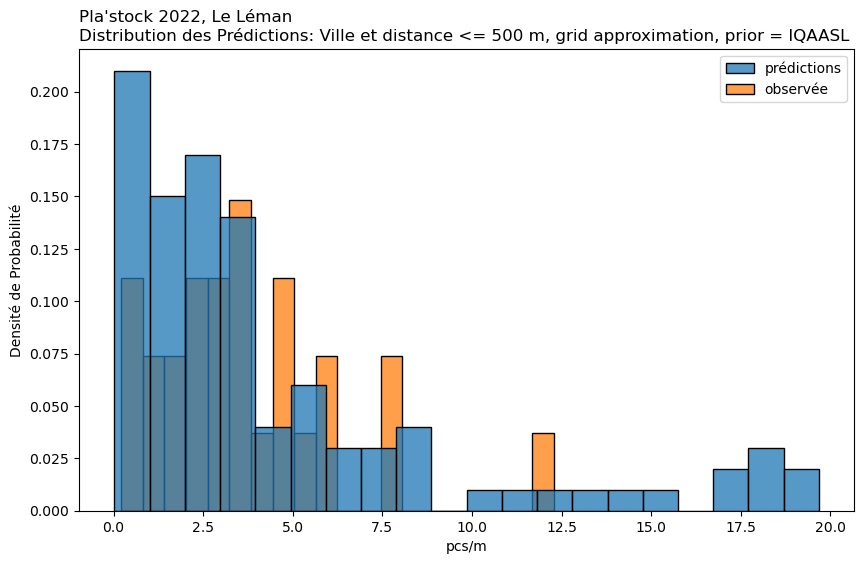 Pla'stock 2022, Le Léman
Distribution des Prédictions: Ville et distance <= 500 m, grid approximation, prior = IQAASL
prédictions
observée
Densité de Probabilité
0.200
0.175
0.150
0.125
0.100
0.075
0.050
0.025
0.000
0.0 2.5 5.0 7.5 10.0 12.5 15.0 17.5 20.0
pcs/m